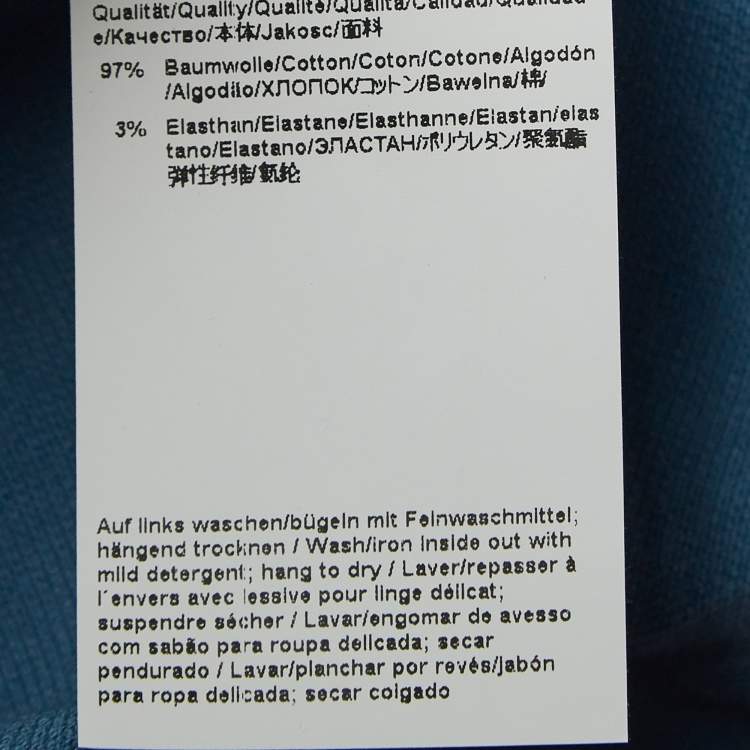 Qualität/Quality/Qualité/Qualità/Calidad/Qualidad
e/Качество/本体/Jakosc/面料
97% Baumwolle/Cotton/Coton/Cotone/Algodón
/Algodão/ХЛОПОК/コットン/Bawelna/棉/
3% Elasthan/Elastane/Elasthanne/Elastan/elas
tano/Elastano/ЭЛАСТАН/ポリウレタン/聚氨酯
弹性纤维/氨纶
Auf links waschen/bügeln mit Feinwaschmittel;
hängend trocknen / Wash/iron inside out with
mild detergent; hang to dry / Laver/repasser à
l´envers avec lessive pour linge délicat;
suspendre sécher / Lavar/engomar do avesso
com sabão para roupa delicada; secar
pendurado / Lavar/planchar por revés/jabón
para ropa delicada; secar colgado